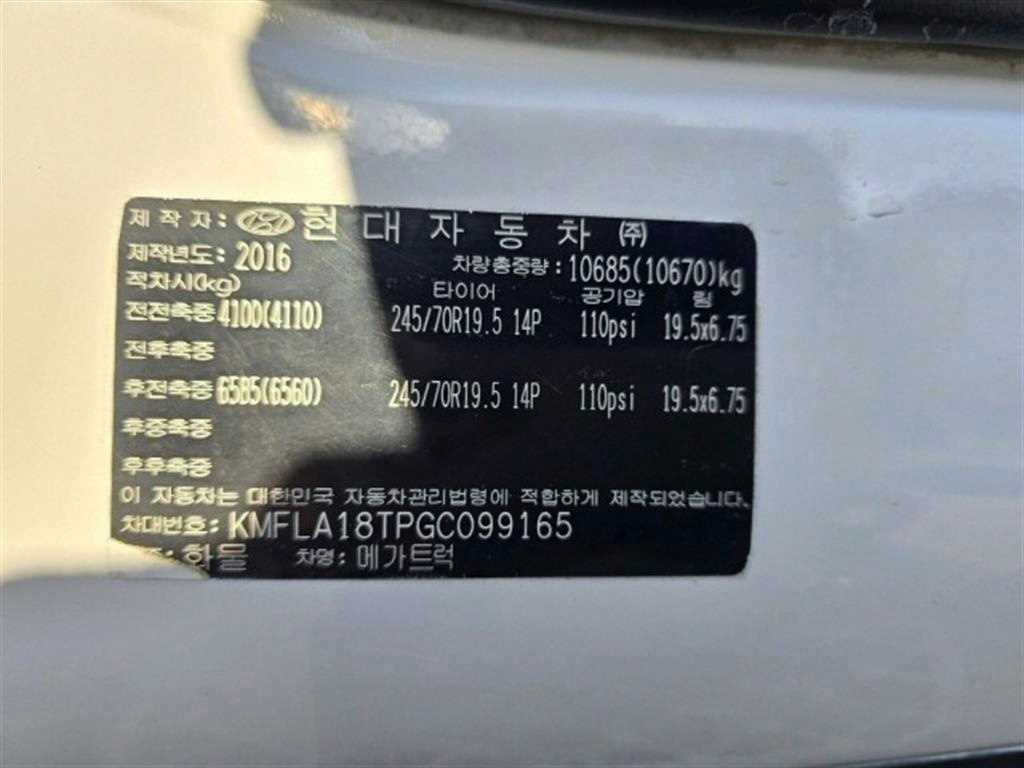 제 작 자: 현 대 자 동 차 ㈜
제작년도: 2016 차량총중량: 10685(10670)kg
적차시(kg) 타이어 공기압 림
전전축중 4100(4110) 245/70R19.5 14P 110psi 19.5x6.75
전후축중
후전축중 6585(6560) 245/70R19.5 14P 110psi 19.5x6.75
후중축중
후후축중
이 자동차는 대한민국 자동차관리법령에 적합하게 제작되었습니다.
차대번호: KMFLA18TPGC099165
종: 화물 차명: 메가트럭